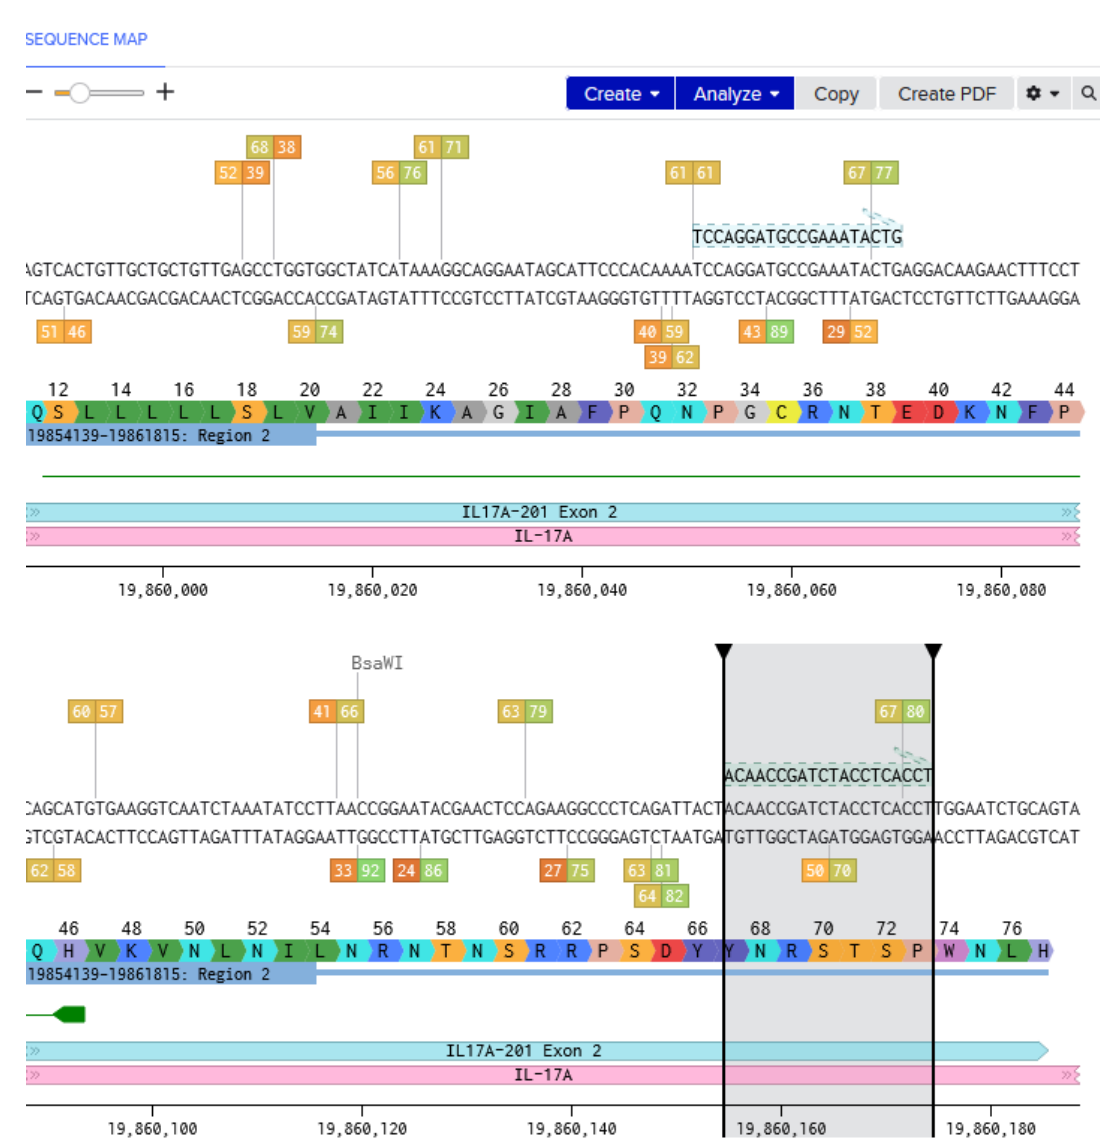 SEQUENCE MAP
Create Analyze Copy Create PDF
68 38 61 71
52 39 56 76 61 61 67 77
TCCAGGATGCCGAAATACTG
AGTCACTGTTGCTGCTGTTGAGCCTGGTGGCTATCATAAAGGCAGGAATAGCATTCCCACAAAATCCAGGATGCCGAAATACTGAGGACAAGAACTTTCCT
TCAGTGACAACGACGACAACTCGGACCACCGATAGTATTTCCGTCCTTATCGTAAGGGTGTTTTAGGTCCTACGGCTTTATGACTCCTGTTCTTGAAAGGA
51 46 59 74 40 59 43 89 29 52
39 62
12 14 16 18 20 22 24 26 28 30 32 34 36 38 40 42 44
Q S L L L L L S L V A I I K A G I A F P Q N P G C R N T E D K N F P
19854139-19861815: Region 2
IL17A-201 Exon 2
IL-17A
19,860,000 19,860,020 19,860,040 19,860,060 19,860,080
BsaWI
60 57 41 66 63 79 67 80
ACAACCGATCTACCTCACCT
CAGCATGTGAAGGTCAATCTAAATATCCTTAACCGGAATACGAACTCCAGAAGGCCCTCAGATTACTACAACCGATCTACCTCACCTTGGAATCTGCAGTA
GTCGTACACTTCCAGTTAGATTTATAGGAATTGGCCTTATGCTTGAGGTCTTCCGGGAGTCTAATGATGTTGGCTAGATGGAGTGGAACCTTAGACGTCAT
62 58 33 92 24 86 27 75 63 81 50 70
64 82
46 48 50 52 54 56 58 60 62 64 66 68 70 72 74 76
Q H V K V N L N I L N R N T N S R R P S D Y Y N R S T S P W N L H
19854139-19861815: Region 2
IL17A-201 Exon 2
IL-17A
19,860,100 19,860,120 19,860,140 19,860,160 19,860,180